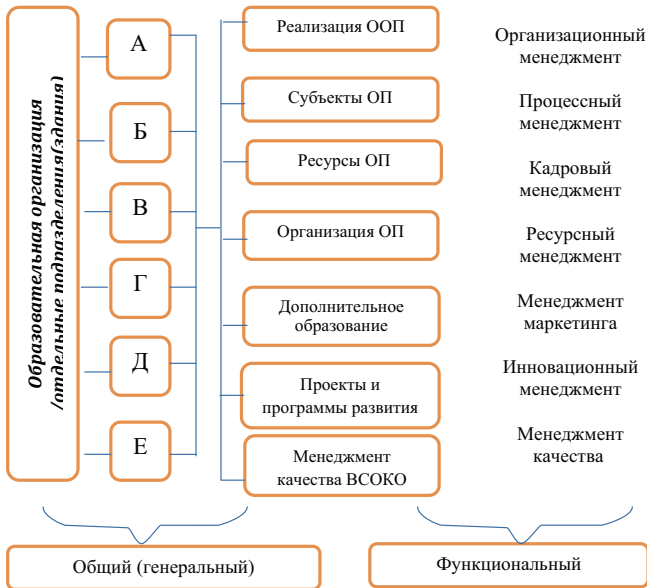 Образовательная организация
/отдельные подразделения(здания)
А
Б
В
Г
Д
Е
Реализация ООП
Субъекты ОП
Ресурсы ОП
Организация ОП
Дополнительное
образование
Проекты и
программы развития
Менеджмент
качества ВСОКО
Организационный
менеджмент
Процессный
менеджмент
Кадровый
менеджмент
Ресурсный
менеджмент
Менеджмент
маркетинга
Инновационный
менеджмент
Менеджмент
качества
Общий (генеральный)
Функциональный